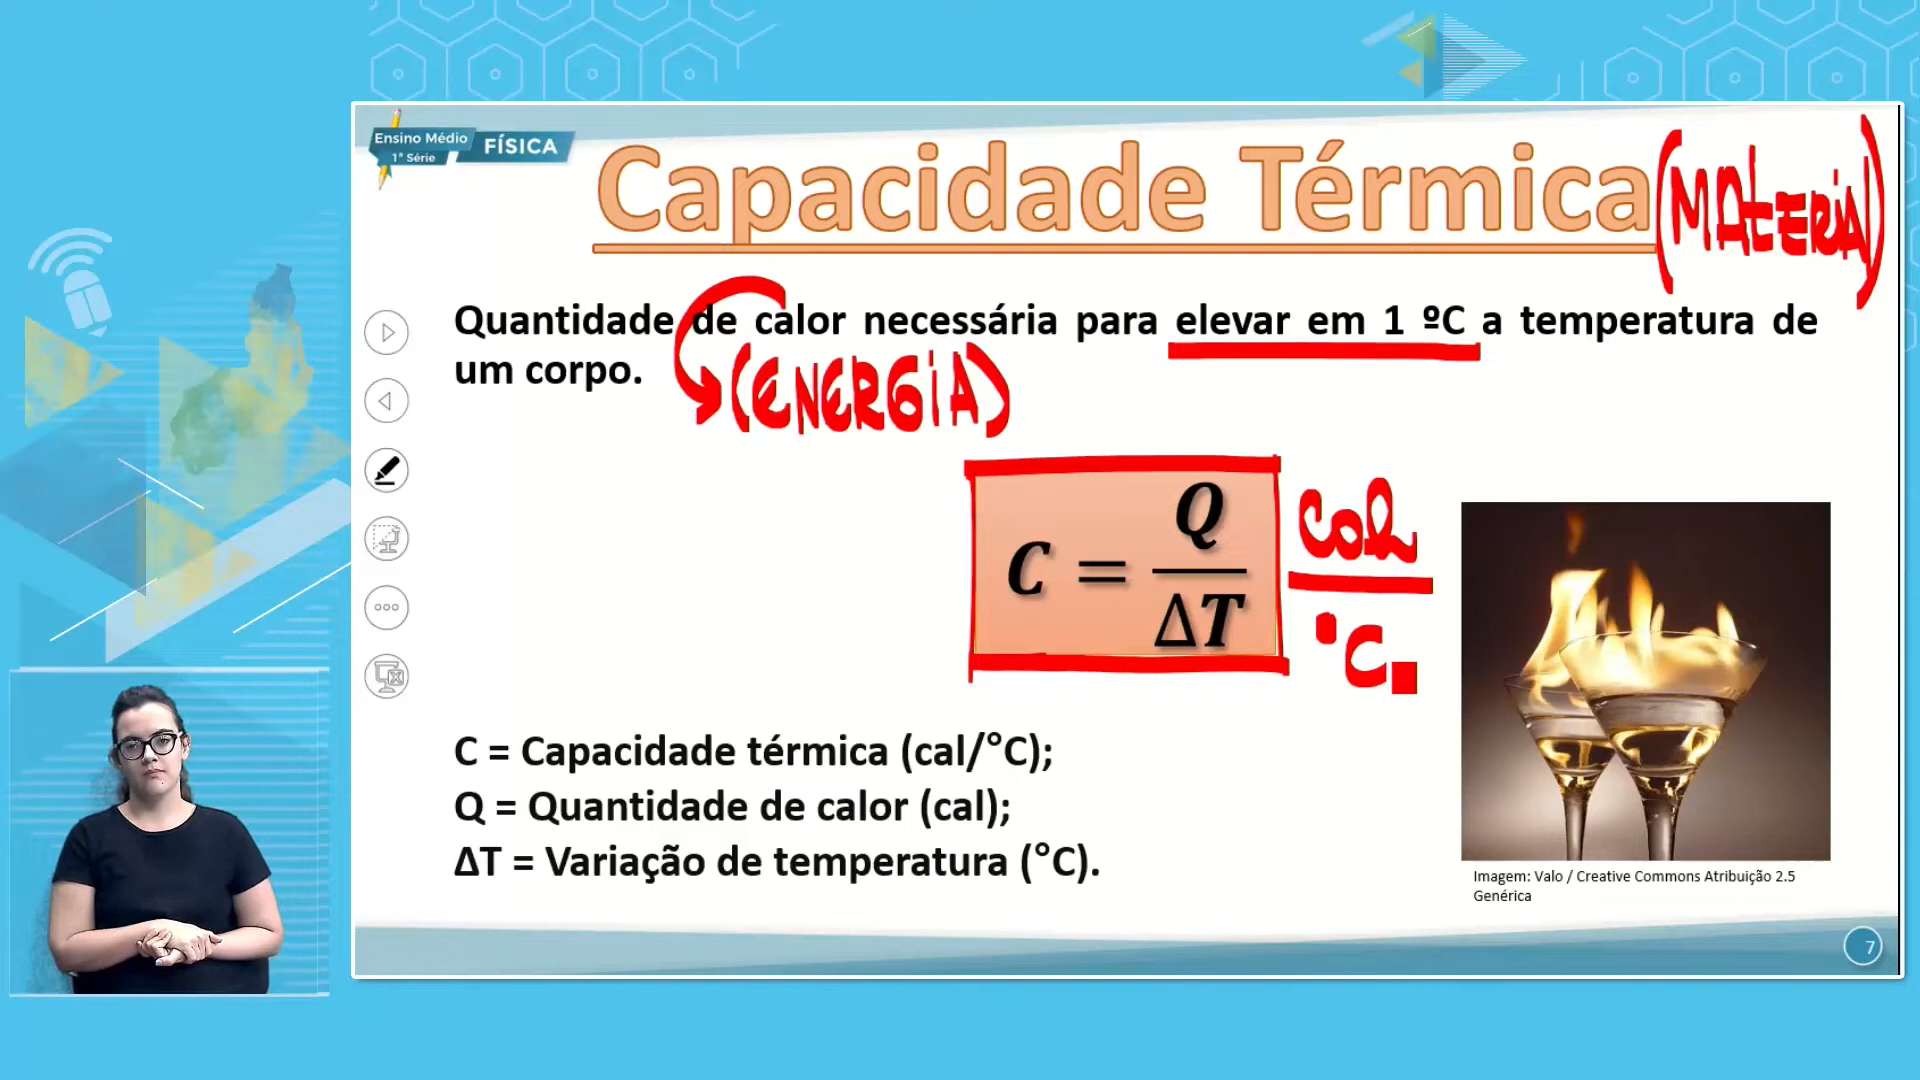 Ensino Médio
1ª Série
FÍSICA
Capacidade Térmica (MATERIAL)
Quantidade de calor necessária para elevar em 1 ºC a temperatura de
um corpo.
(ENERGIA)
C = Q
ΔT
cal
°C
C = Capacidade térmica (cal/°C);
Q = Quantidade de calor (cal);
ΔT = Variação de temperatura (°C).
Imagem: Valo / Creative Commons Atribuição 2.5
Genérica
7